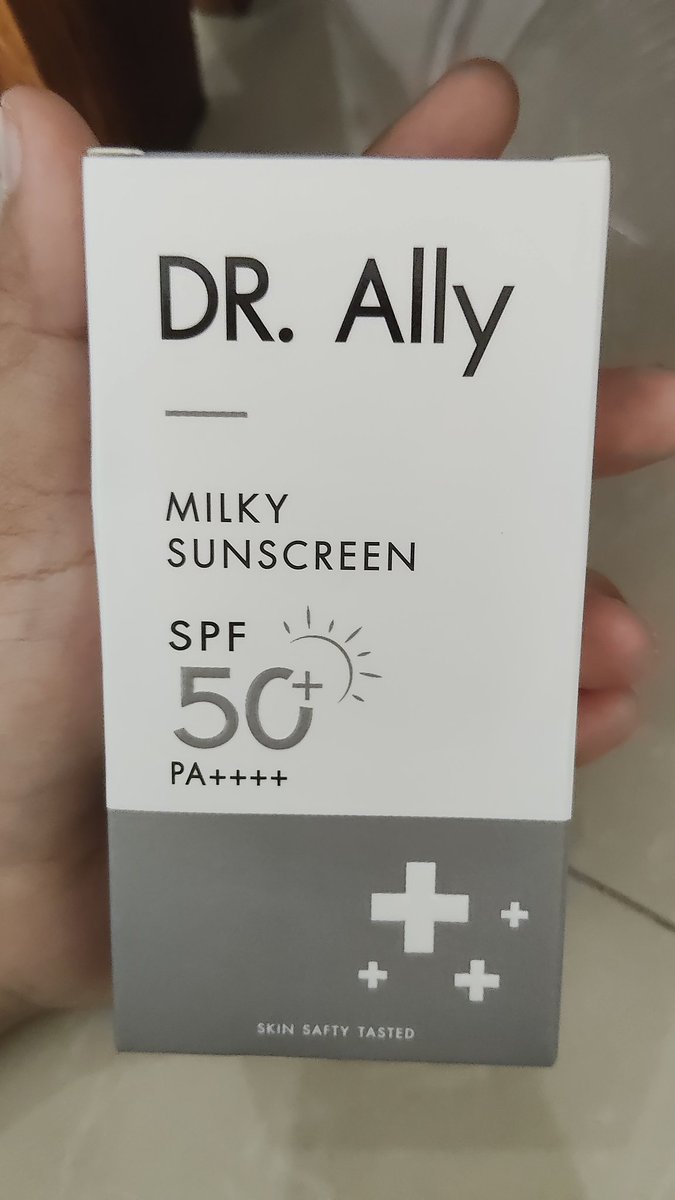 DR. Ally
MILKY
SUNSCREEN
SPF
50+
PA++++
SKIN SAFTY TASTED